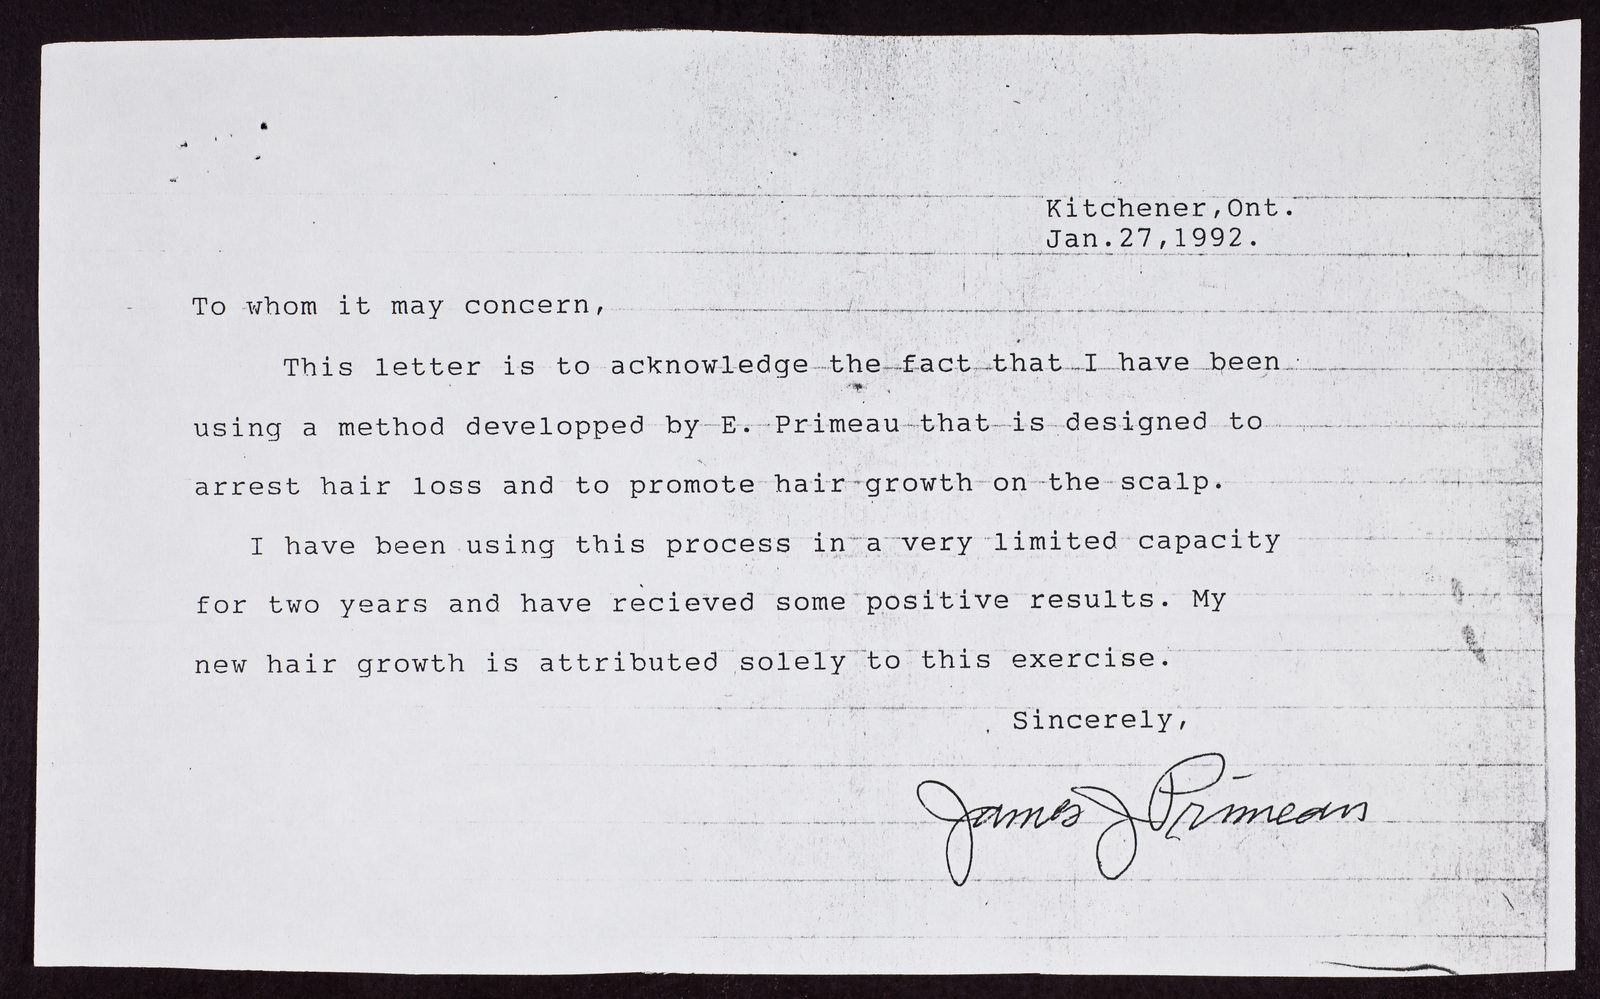 Kitchener,Ont.
Jan.27,1992.
To whom it may concern,
This letter is to acknowledge the fact that I have been
using a method developped by E. Primeau that is designed to
arrest hair loss and to promote hair growth on the scalp.
I have been using this process in a very limited capacity
for two years and have recieved some positive results. My
new hair growth is attributed solely to this exercise.
Sincerely,
James J Primeau